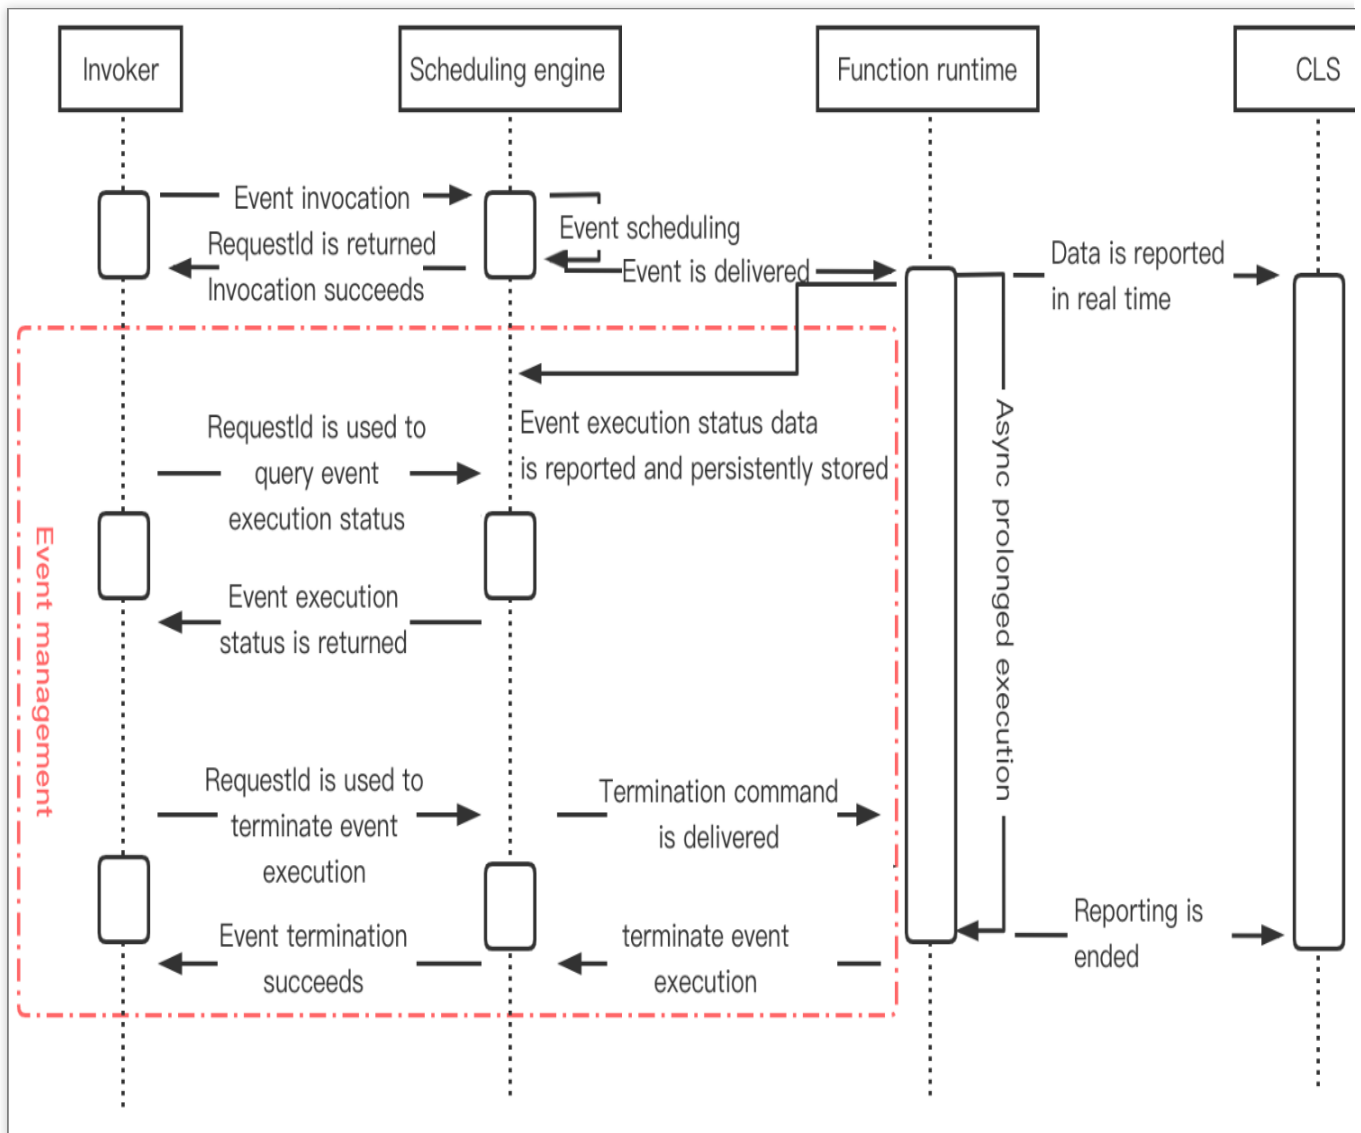 Invoker
Scheduling engine
Function runtime
CLS
Event invocation
RequestId is returned
Invocation succeeds
Event scheduling
Event is delivered
Data is reported
in real time
Event execution status data
is reported and persistently stored
RequestId is used to
query event
execution status
Event execution
status is returned
Event management
Async prolonged execution
RequestId is used to
terminate event
execution
Termination command
is delivered
Event termination
succeeds
terminate event
execution
Reporting is
ended